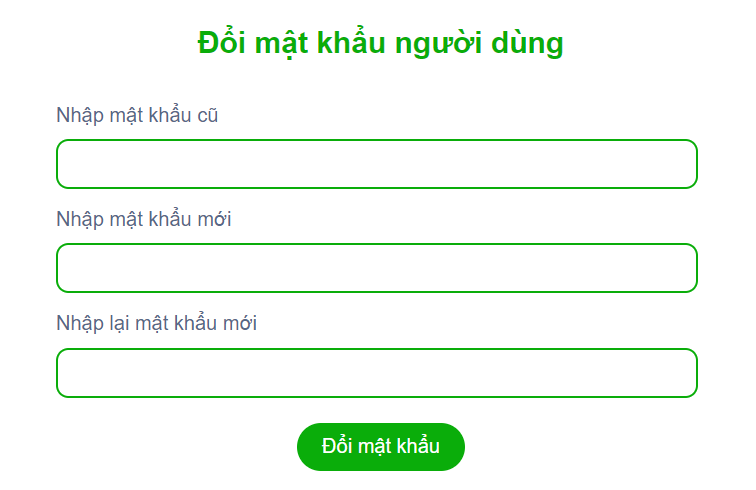 Đổi mật khẩu người dùng
Nhập mật khẩu cũ
Nhập mật khẩu mới
Nhập lại mật khẩu mới
Đổi mật khẩu